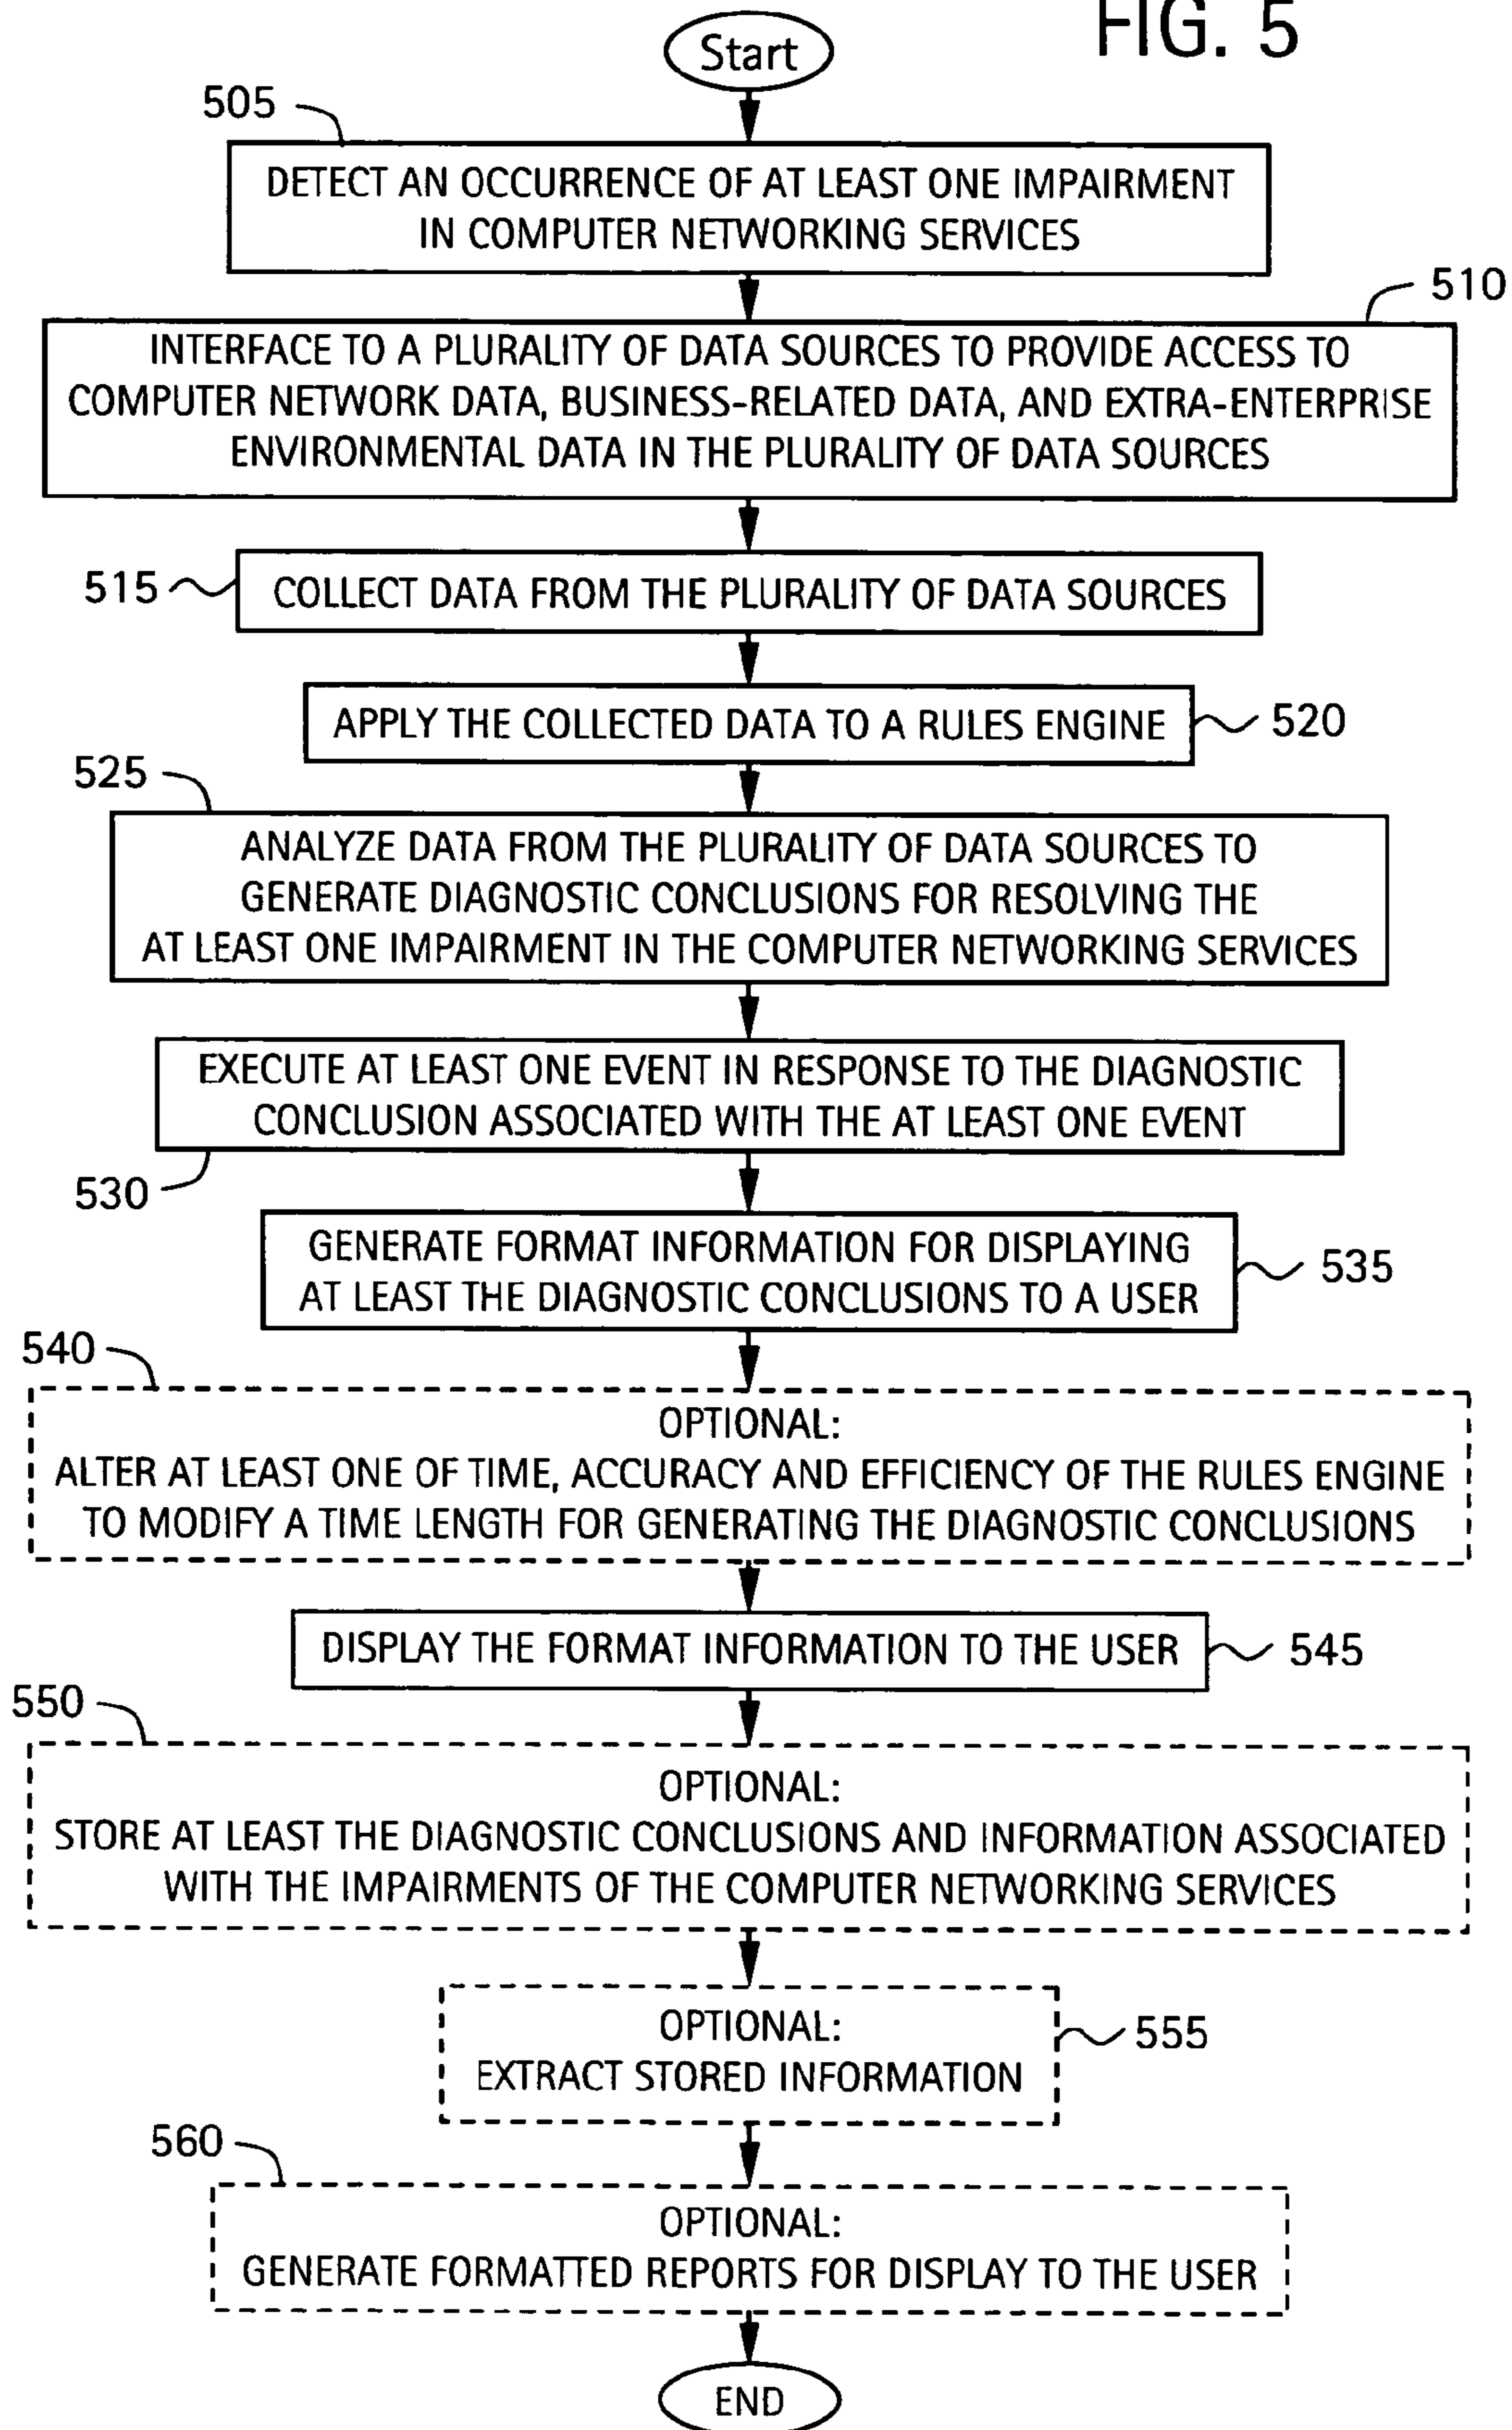 FIG. 5
Start
505
DETECT AN OCCURRENCE OF AT LEAST ONE IMPAIRMENT
IN COMPUTER NETWORKING SERVICES
510
INTERFACE TO A PLURALITY OF DATA SOURCES TO PROVIDE ACCESS TO
COMPUTER NETWORK DATA, BUSINESS-RELATED DATA, AND EXTRA-ENTERPRISE
ENVIRONMENTAL DATA IN THE PLURALITY OF DATA SOURCES
515
COLLECT DATA FROM THE PLURALITY OF DATA SOURCES
APPLY THE COLLECTED DATA TO A RULES ENGINE
520
525
ANALYZE DATA FROM THE PLURALITY OF DATA SOURCES TO
GENERATE DIAGNOSTIC CONCLUSIONS FOR RESOLVING THE
AT LEAST ONE IMPAIRMENT IN THE COMPUTER NETWORKING SERVICES
EXECUTE AT LEAST ONE EVENT IN RESPONSE TO THE DIAGNOSTIC
CONCLUSION ASSOCIATED WITH THE AT LEAST ONE EVENT
530
GENERATE FORMAT INFORMATION FOR DISPLAYING
AT LEAST THE DIAGNOSTIC CONCLUSIONS TO A USER
535
540
OPTIONAL:
ALTER AT LEAST ONE OF TIME, ACCURACY AND EFFICIENCY OF THE RULES ENGINE
TO MODIFY A TIME LENGTH FOR GENERATING THE DIAGNOSTIC CONCLUSIONS
DISPLAY THE FORMAT INFORMATION TO THE USER
545
550
OPTIONAL:
STORE AT LEAST THE DIAGNOSTIC CONCLUSIONS AND INFORMATION ASSOCIATED
WITH THE IMPAIRMENTS OF THE COMPUTER NETWORKING SERVICES
OPTIONAL:
EXTRACT STORED INFORMATION
555
560
OPTIONAL:
GENERATE FORMATTED REPORTS FOR DISPLAY TO THE USER
END